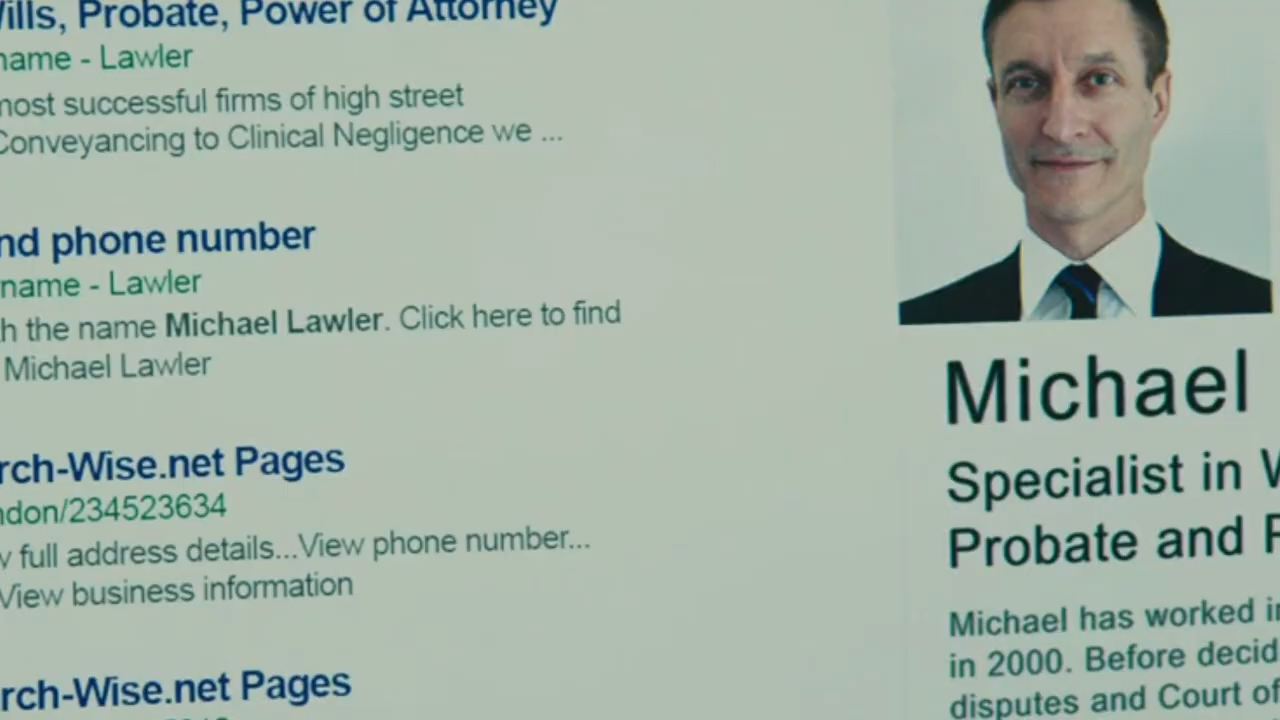 Wills, Probate, Power of Attorney
name - Lawler
most successful firms of high street
Conveyancing to Clinical Negligence we ...
nd phone number
name - Lawler
h the name Michael Lawler. Click here to find
Michael Lawler
rch-Wise.net Pages
ndon/234523634
full address details...View phone number...
View business information
rch-Wise.net Pages
Michael
Specialist in
Probate and
Michael has worked in
in 2000. Before decid
disputes and Court of